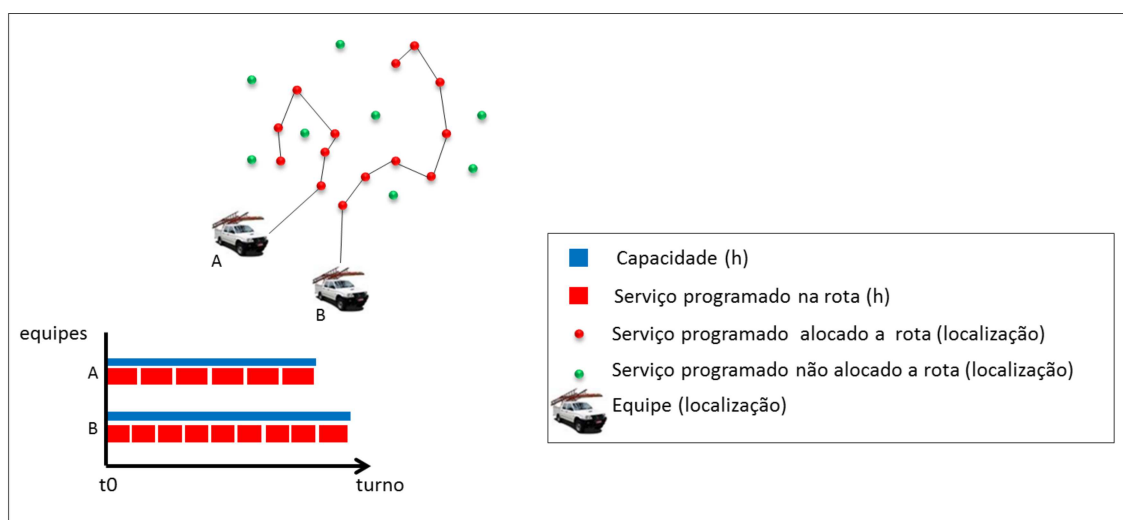 A
B
equipes
A
B
t0
turno
Capacidade (h)
Serviço programado na rota (h)
Serviço programado alocado a rota (localização)
Serviço programado não alocado a rota (localização)
Equipe (localização)